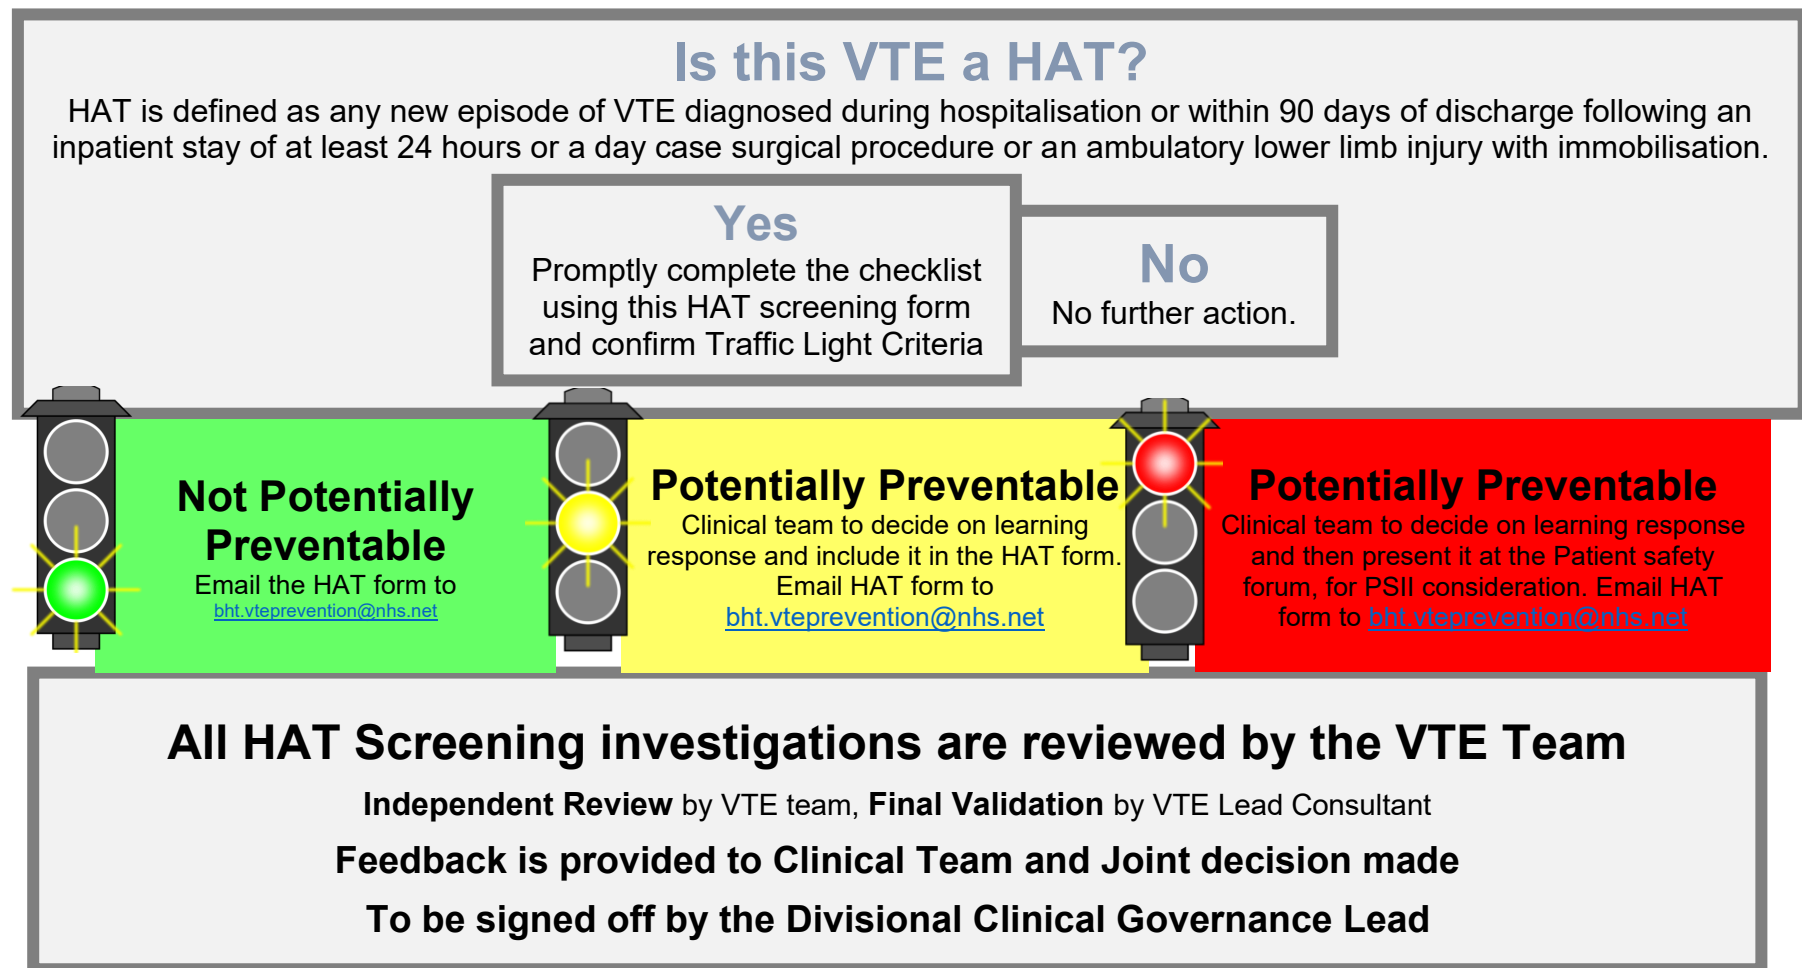 Is this VTE a HAT?
HAT is defined as any new episode of VTE diagnosed during hospitalisation or within 90 days of discharge following an
inpatient stay of at least 24 hours or a day case surgical procedure or an ambulatory lower limb injury with immobilisation.
Yes
Promptly complete the checklist
using this HAT screening form
and confirm Traffic Light Criteria
No
No further action.
Not Potentially
Preventable
Email the HAT form to
bht.vteprevention@nhs.net
Potentially Preventable
Clinical team to decide on learning
response and include it in the HAT form.
Email HAT form to
bht.vteprevention@nhs.net
Potentially Preventable
Clinical team to decide on learning response
and then present it at the Patient safety
forum, for PSII consideration. Email HAT
form to bht.vteprevention@nhs.net
All HAT Screening investigations are reviewed by the VTE Team
Independent Review by VTE team, Final Validation by VTE Lead Consultant
Feedback is provided to Clinical Team and Joint decision made
To be signed off by the Divisional Clinical Governance Lead